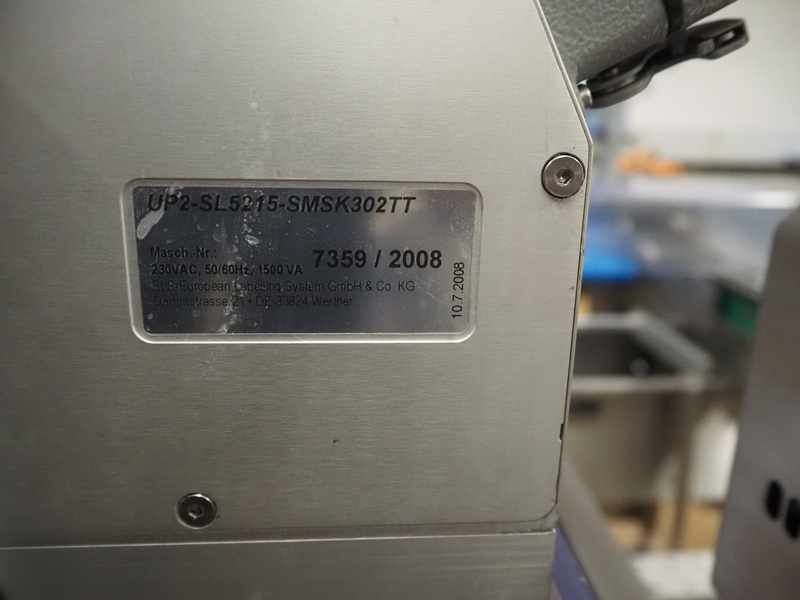 UP2-SL5215-SMSK302TT
Masch.-Nr.: 7359 / 2008
230VAC, 50/60Hz, 1500 VA
ELS European Labelling System GmbH & Co. KG
21 • DE 33824 Werther
10.7.2008